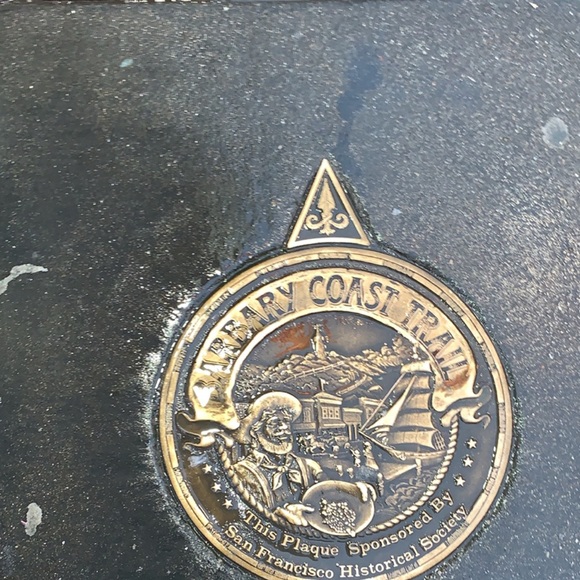 BARBARY COAST TRAIL
This Plaque Sponsored By
San Francisco Historical Society